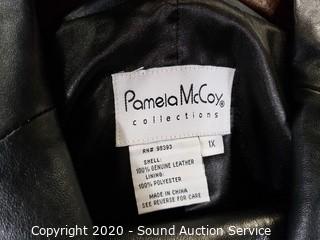 Pamela McCoy®
collections
RN# 98393
1X
SHELL:
100% GENUINE LEATHER
LINING:
100% POLYESTER
MADE IN CHINA
SEE REVERSE FOR CARE
Copyright 2020 - Sound Auction Service